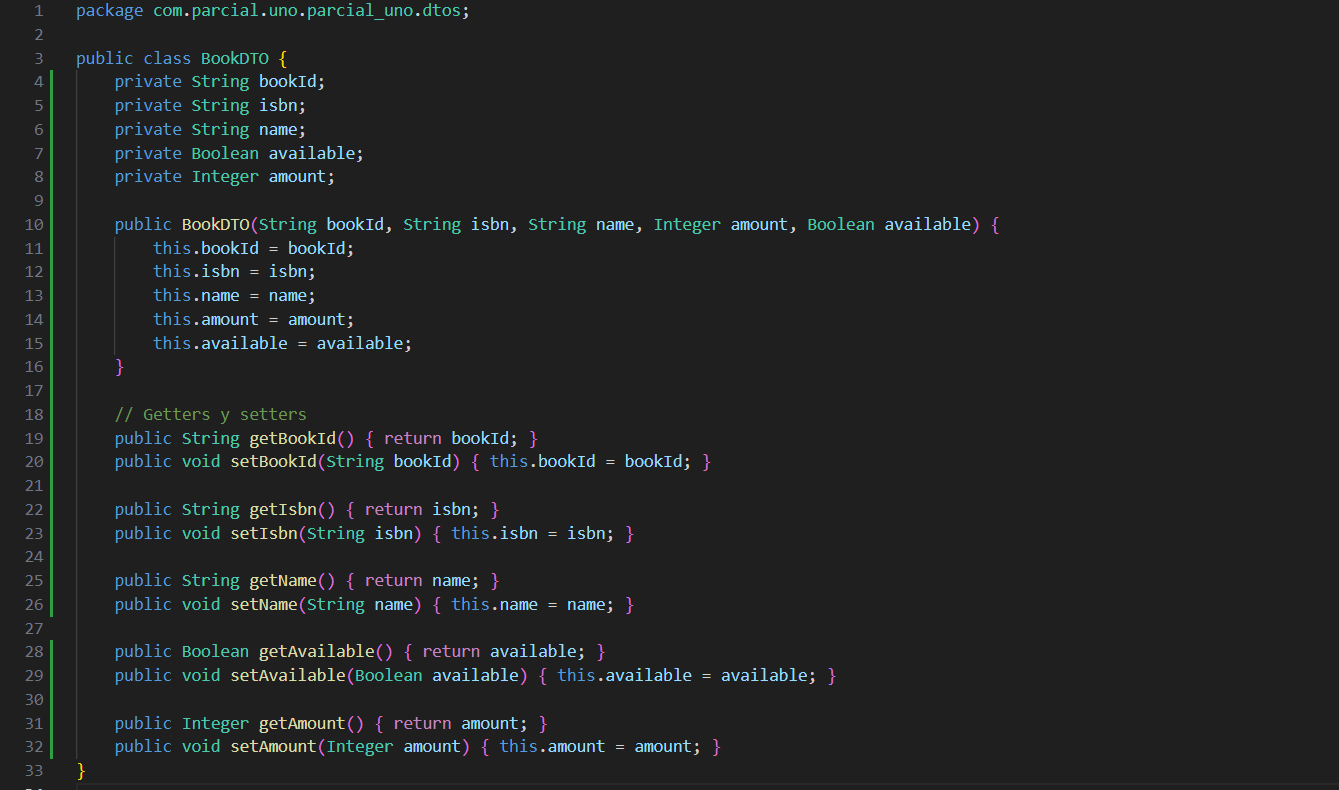 1 package com.parcial.uno.parcial_uno.dtos;
2
3 public class BookDTO {
4     private String bookId;
5     private String isbn;
6     private String name;
7     private Boolean available;
8     private Integer amount;
9
10     public BookDTO(String bookId, String isbn, String name, Integer amount, Boolean available) {
11         this.bookId = bookId;
12         this.isbn = isbn;
13         this.name = name;
14         this.amount = amount;
15         this.available = available;
16     }
17
18     // Getters y setters
19     public String getBookId() { return bookId; }
20     public void setBookId(String bookId) { this.bookId = bookId; }
21
22     public String getIsbn() { return isbn; }
23     public void setIsbn(String isbn) { this.isbn = isbn; }
24
25     public String getName() { return name; }
26     public void setName(String name) { this.name = name; }
27
28     public Boolean getAvailable() { return available; }
29     public void setAvailable(Boolean available) { this.available = available; }
30
31     public Integer getAmount() { return amount; }
32     public void setAmount(Integer amount) { this.amount = amount; }
33 }